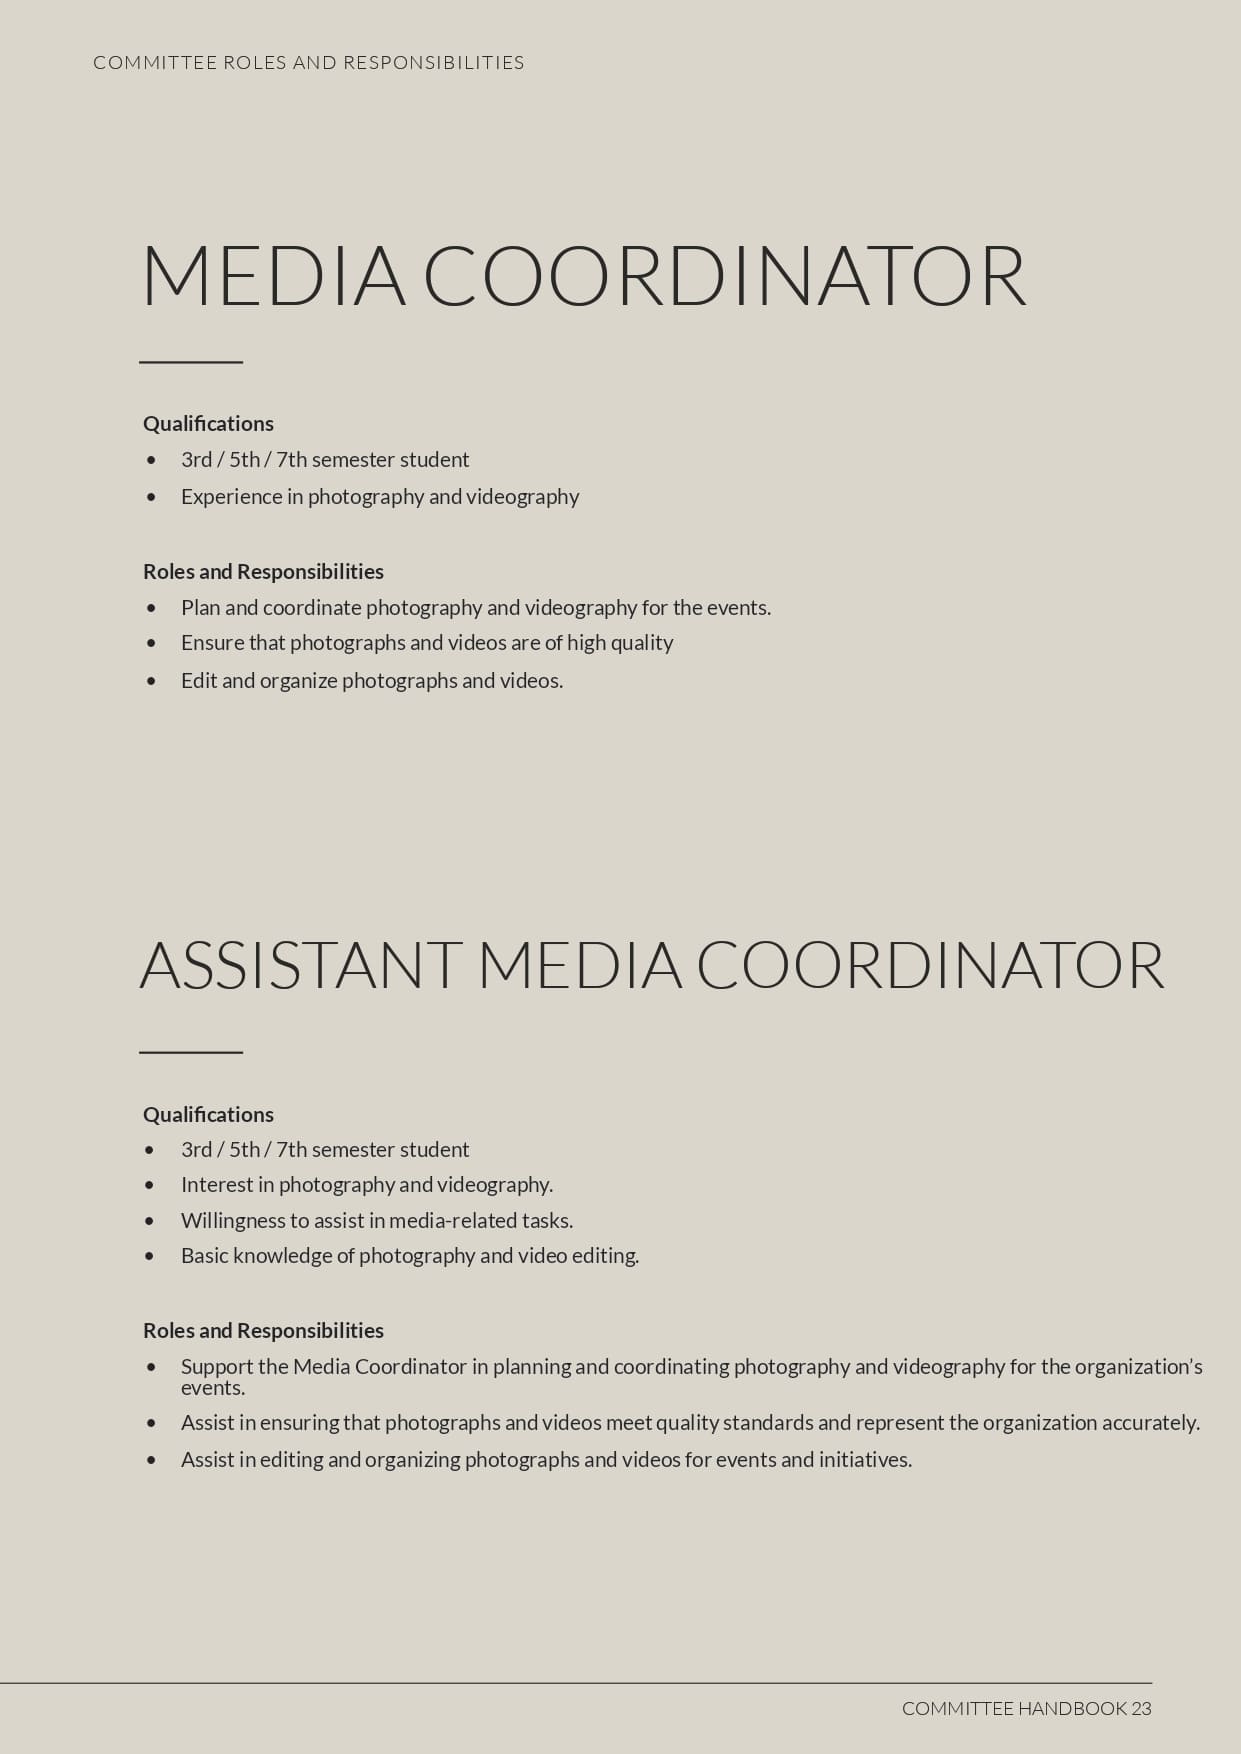 COMMITTEE ROLES AND RESPONSIBILITIES
MEDIA COORDINATOR
Qualifications
• 3rd / 5th / 7th semester student
• Experience in photography and videography
Roles and Responsibilities
• Plan and coordinate photography and videography for the events.
• Ensure that photographs and videos are of high quality
• Edit and organize photographs and videos.
ASSISTANT MEDIA COORDINATOR
Qualifications
• 3rd / 5th / 7th semester student
• Interest in photography and videography.
• Willingness to assist in media-related tasks.
• Basic knowledge of photography and video editing.
Roles and Responsibilities
• Support the Media Coordinator in planning and coordinating photography and videography for the organization’s
events.
• Assist in ensuring that photographs and videos meet quality standards and represent the organization accurately.
• Assist in editing and organizing photographs and videos for events and initiatives.
COMMITTEE HANDBOOK 23